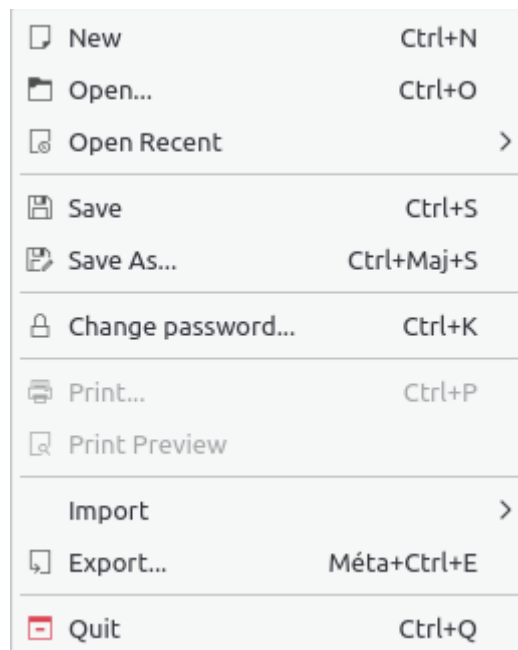 New Ctrl+N
Open... Ctrl+O
Open Recent
Save Ctrl+S
Save As... Ctrl+Maj+S
Change password... Ctrl+K
Print... Ctrl+P
Print Preview
Import
Export... Méta+Ctrl+E
Quit Ctrl+Q